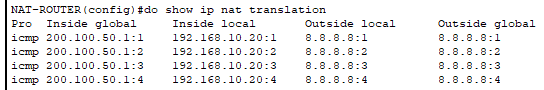 NAT-ROUTER(config)#do show ip nat translation
Pro  Inside global     Inside local       Outside local      Outside global
icmp 200.100.50.1:1    192.168.10.20:1    8.8.8.8:1          8.8.8.8:1
icmp 200.100.50.1:2    192.168.10.20:2    8.8.8.8:2          8.8.8.8:2
icmp 200.100.50.1:3    192.168.10.20:3    8.8.8.8:3          8.8.8.8:3
icmp 200.100.50.1:4    192.168.10.20:4    8.8.8.8:4          8.8.8.8:4